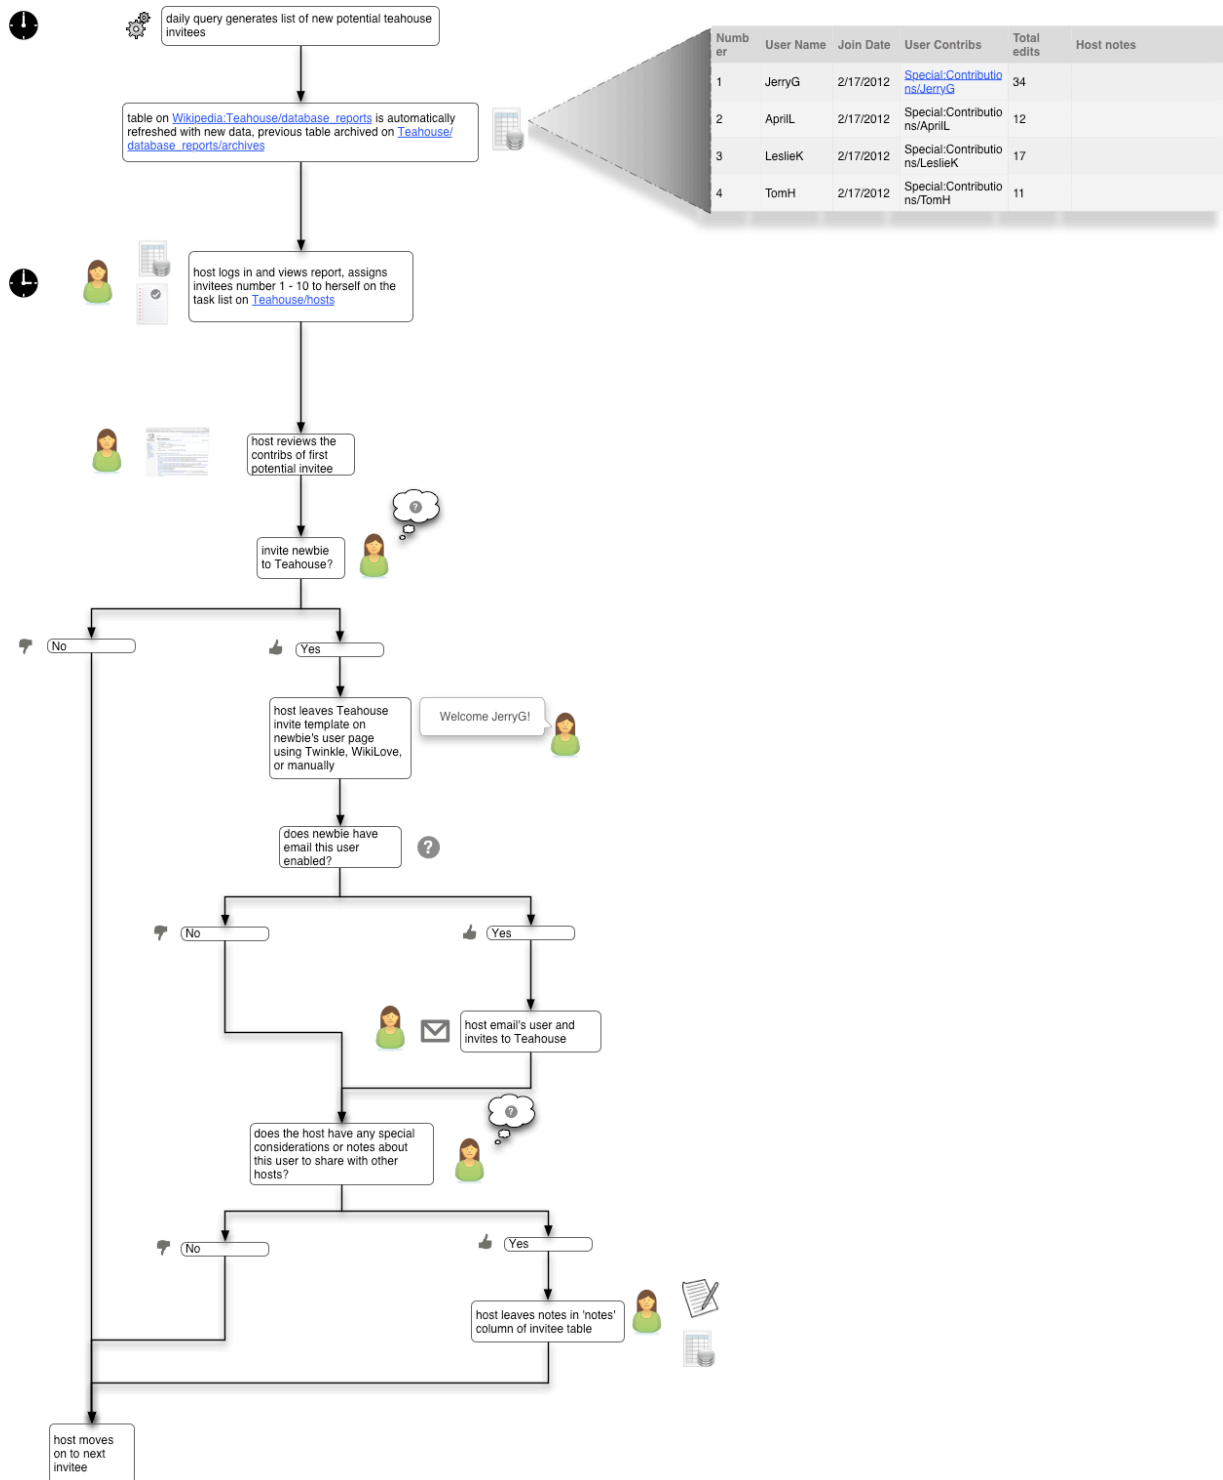 daily query generates list of new potential teahouse
invitees
Numb
er
User Name
Join Date
User Contribs
Total
edits
Host notes
1
JerryG
2/17/2012
Special:Contributio
ns/JerryG
34
2
AprilL
2/17/2012
Special:Contributio
ns/AprilL
12
3
LeslieK
2/17/2012
Special:Contributio
ns/LeslieK
17
4
TomH
2/17/2012
Special:Contributio
ns/TomH
11
table on Wikipedia:Teahouse/database_reports is automatically
refreshed with new data, previous table archived on Teahouse/
database_reports/archives
host logs in and views report, assigns
invitees number 1 - 10 to herself on the
task list on Teahouse/hosts
host reviews the
contribs of first
potential invitee
?
invite newbie
to Teahouse?
No
Yes
host leaves Teahouse
invite template on
newbie's user page
using Twinkle, WikiLove,
or manually
Welcome JerryG!
does newbie have
email this user
enabled?
?
No
Yes
host email's user and
invites to Teahouse
?
does the host have any special
considerations or notes about
this user to share with other
hosts?
No
Yes
host leaves notes in 'notes'
column of invitee table
host moves
on to next
invitee